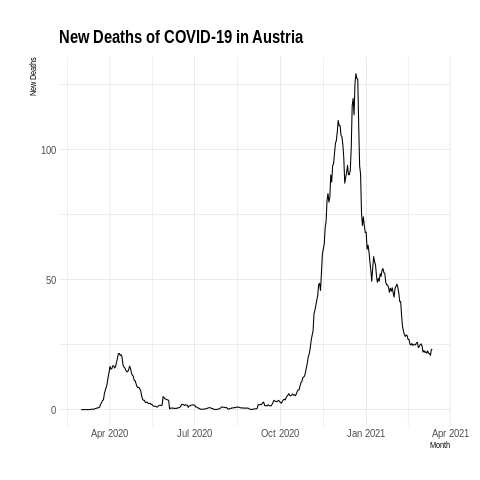 New Deaths of COVID-19 in Austria
New Deaths
100
50
0
Apr 2020
Jul 2020
Oct 2020
Jan 2021
Apr 2021
Month